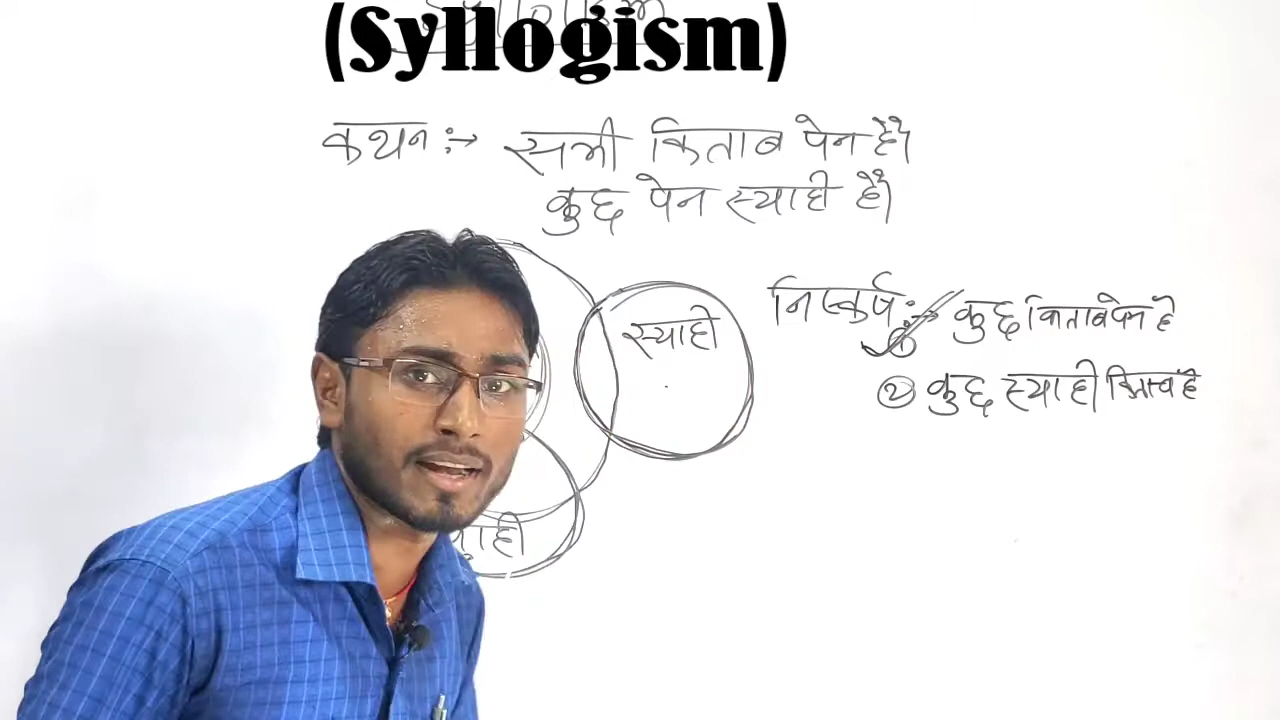 (Syllogism)
कथन :→ सभी किताब पेन हैं।
कुछ पेन स्याही हैं।
स्याही
निष्कर्ष :→ कुछ किताब पेन है
② कुछ स्याही किताब है